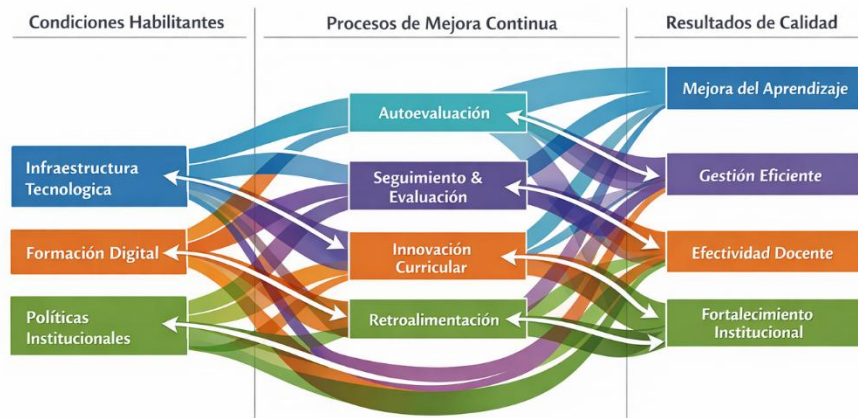 Condiciones Habilitantes
Procesos de Mejora Continua
Resultados de Calidad
Infraestructura
Tecnologica
Formación Digital
Políticas
Institucionales
Autoevaluación
Seguimiento &
Evaluación
Innovación
Curricular
Retroalimentación
Mejora del Aprendizaje
Gestión Eficiente
Efectividad Docente
Fortalecimiento
Institucional